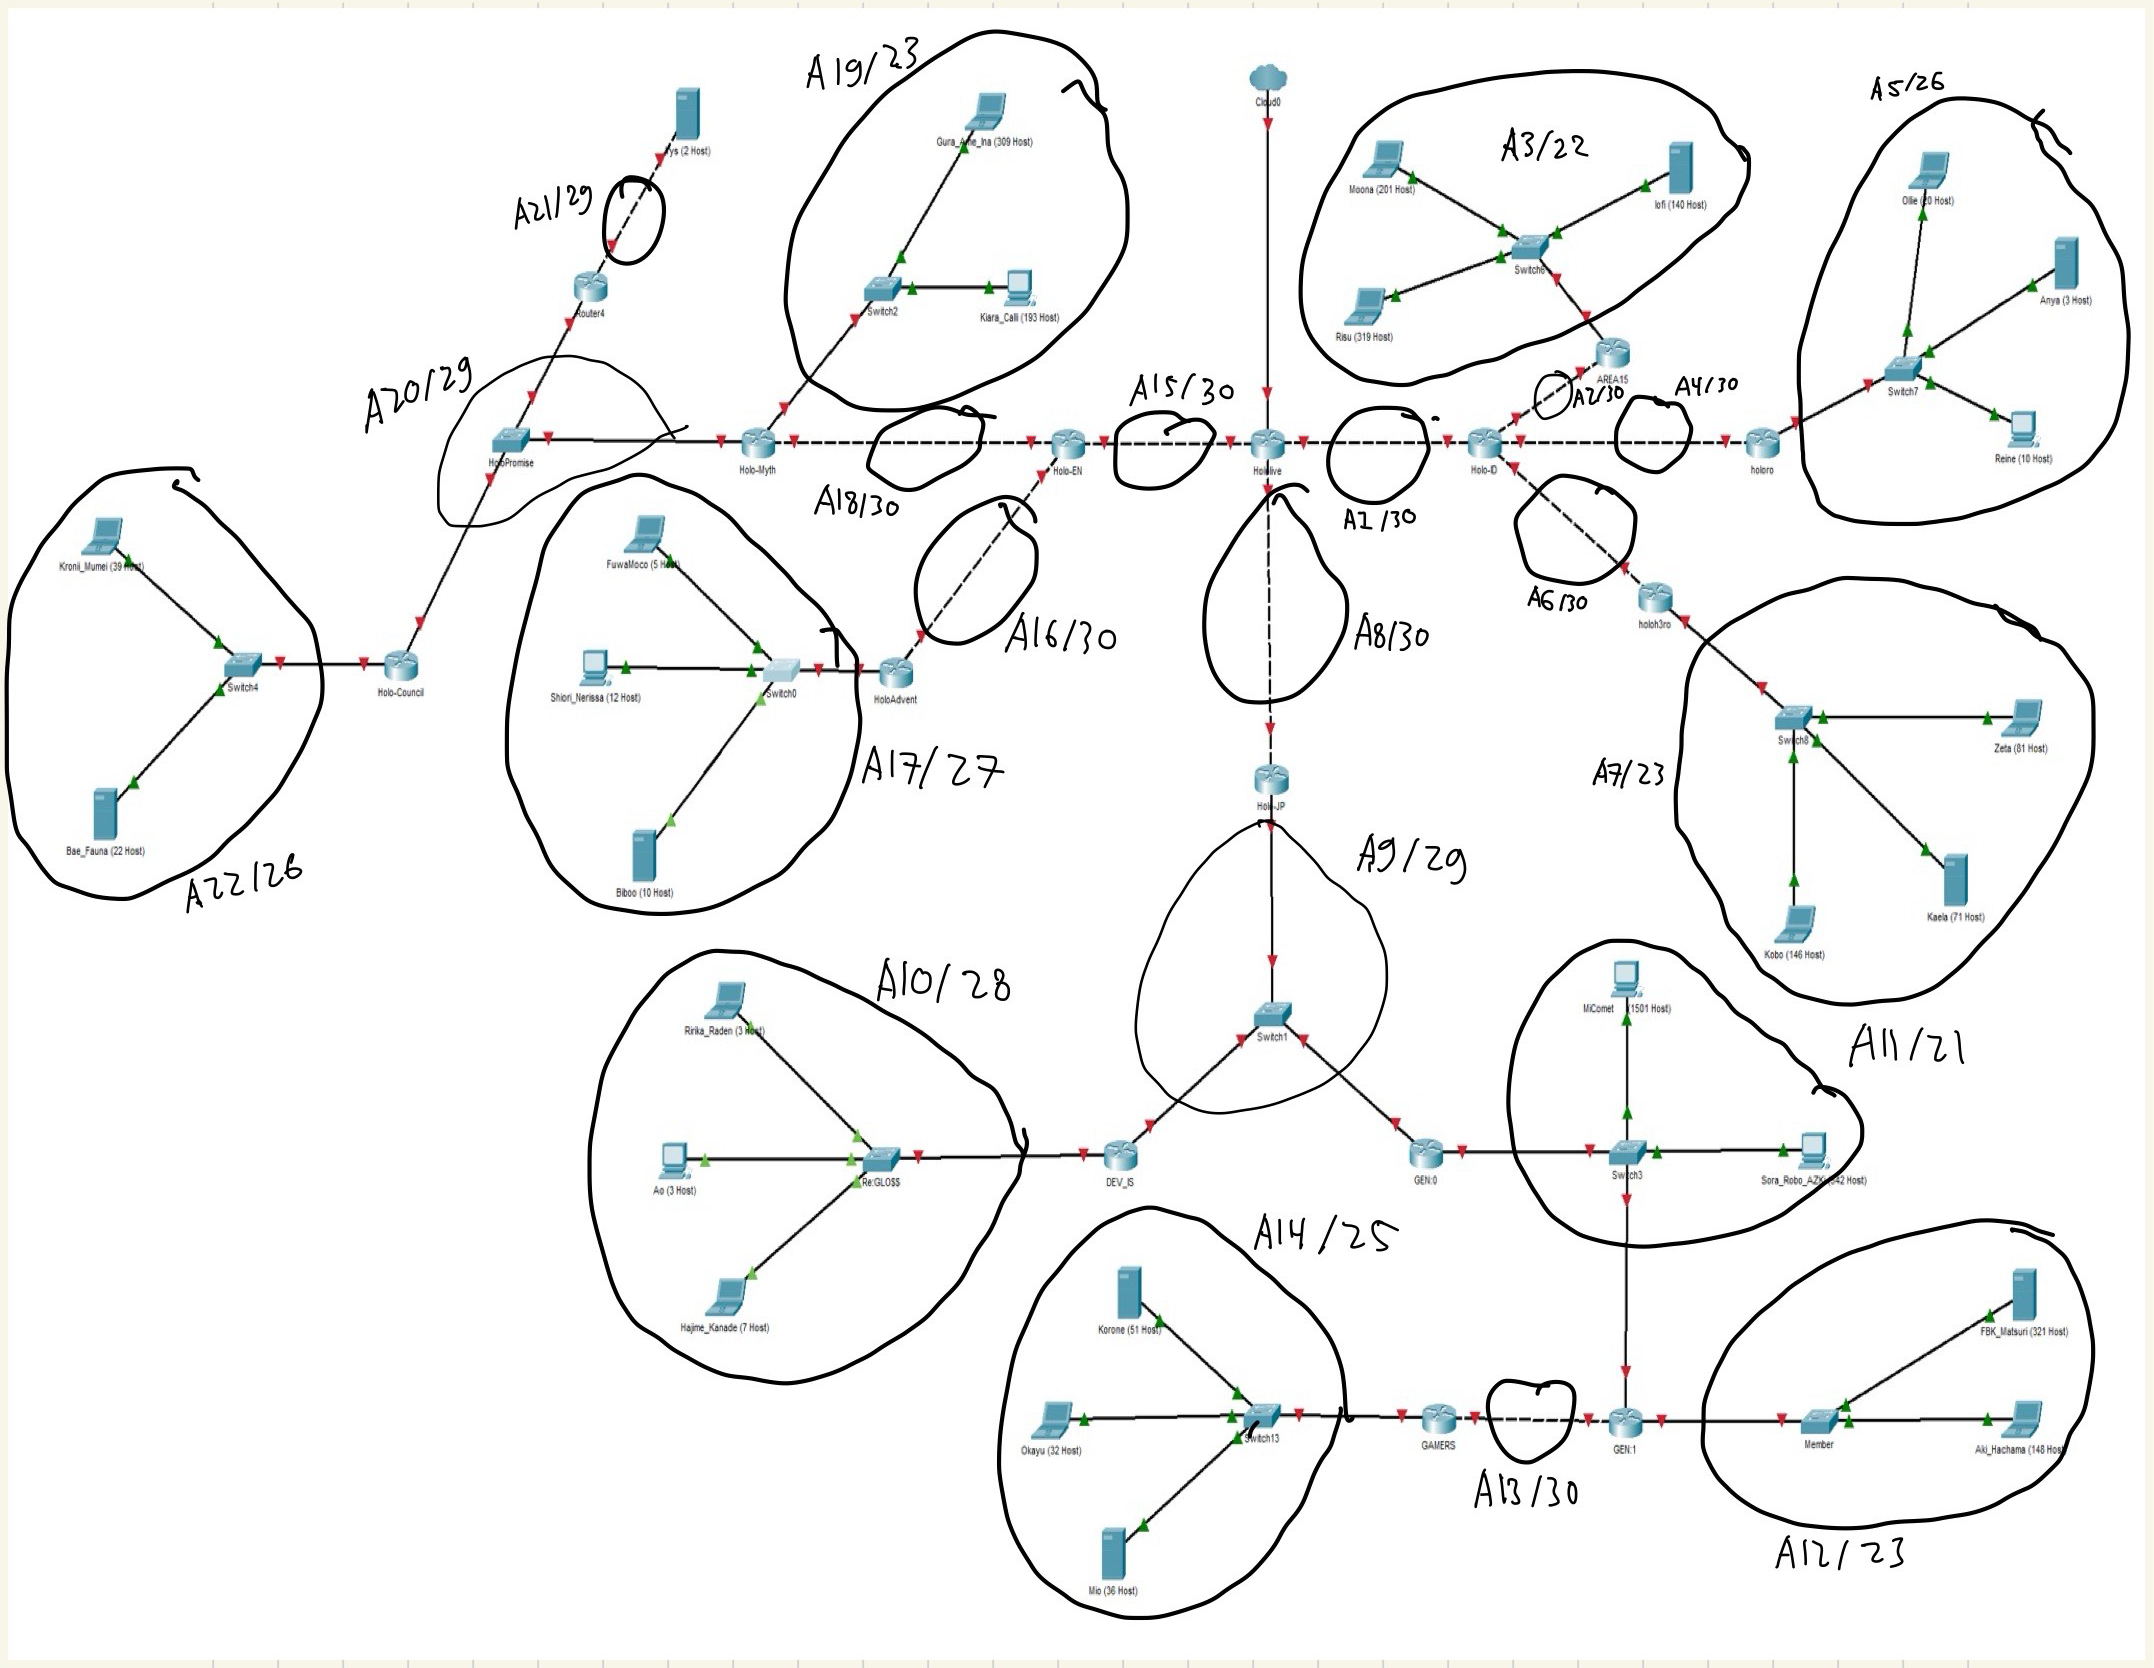 A19/23
Cloud0
A5/26
A3/22
Gura_Ame_Ina (309 Host)
ys (2 Host)
Moona (201 Host)
Iofi (140 Host)
Ollie (20 Host)
A21/29
Anya (3 Host)
Router4
Switch2
Kiara_Calli (193 Host)
Switch6
Risu (319 Host)
AREA15
Switch7
A20/29
A15/30
A2/30
A4/30
Reine (10 Host)
HoloPromise
Holo-Myth
Holo-EN
Hololive
Holo-ID
holoro
A18/30
A1/30
Kronii_Mumei (39 Host)
FuwaMoco (5 Host)
A16/30
A8/30
A6/30
holoh3ro
Switch4
Holo-Council
Shiori_Nerissa (12 Host)
Switch0
HoloAdvent
Switch8
Zeta (81 Host)
A17/27
A7/23
Holo-JP
Bae_Fauna (22 Host)
A22/26
Biboo (10 Host)
A9/29
Kaela (71 Host)
Kobo (146 Host)
A10/28
Ririka_Raden (3 Host)
Switch1
MiComet (1501 Host)
A11/21
Ao (3 Host)
Re:GLOSS
DEV_IS
GEN:0
Switch3
Sora_Robo_AZKi (342 Host)
A14/25
Hajime_Kanade (7 Host)
Korone (51 Host)
FBK_Matsuri (321 Host)
Okayu (32 Host)
Switch13
GAMERS
GEN:1
Member
Aki_Hachama (148 Host
A13/30
A12/23
Mio (36 Host)